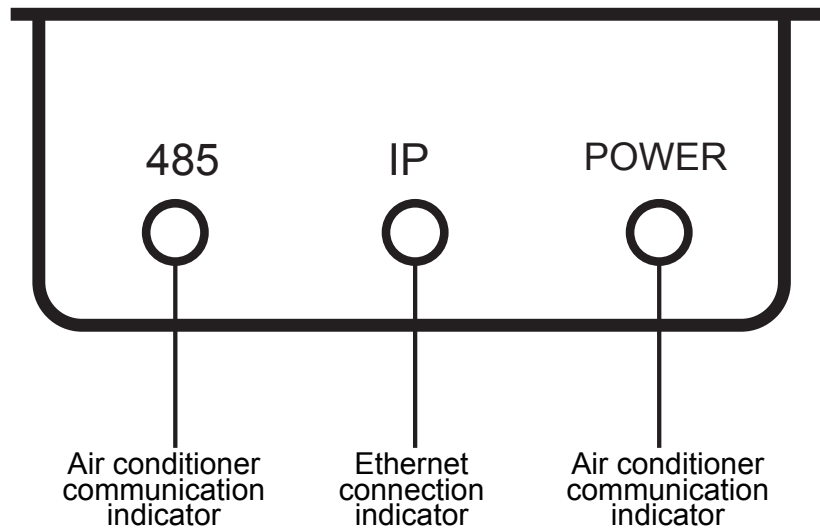 485 IP POWER
Air conditioner
communication
indicator
Ethernet
connection
indicator
Air conditioner
communication
indicator